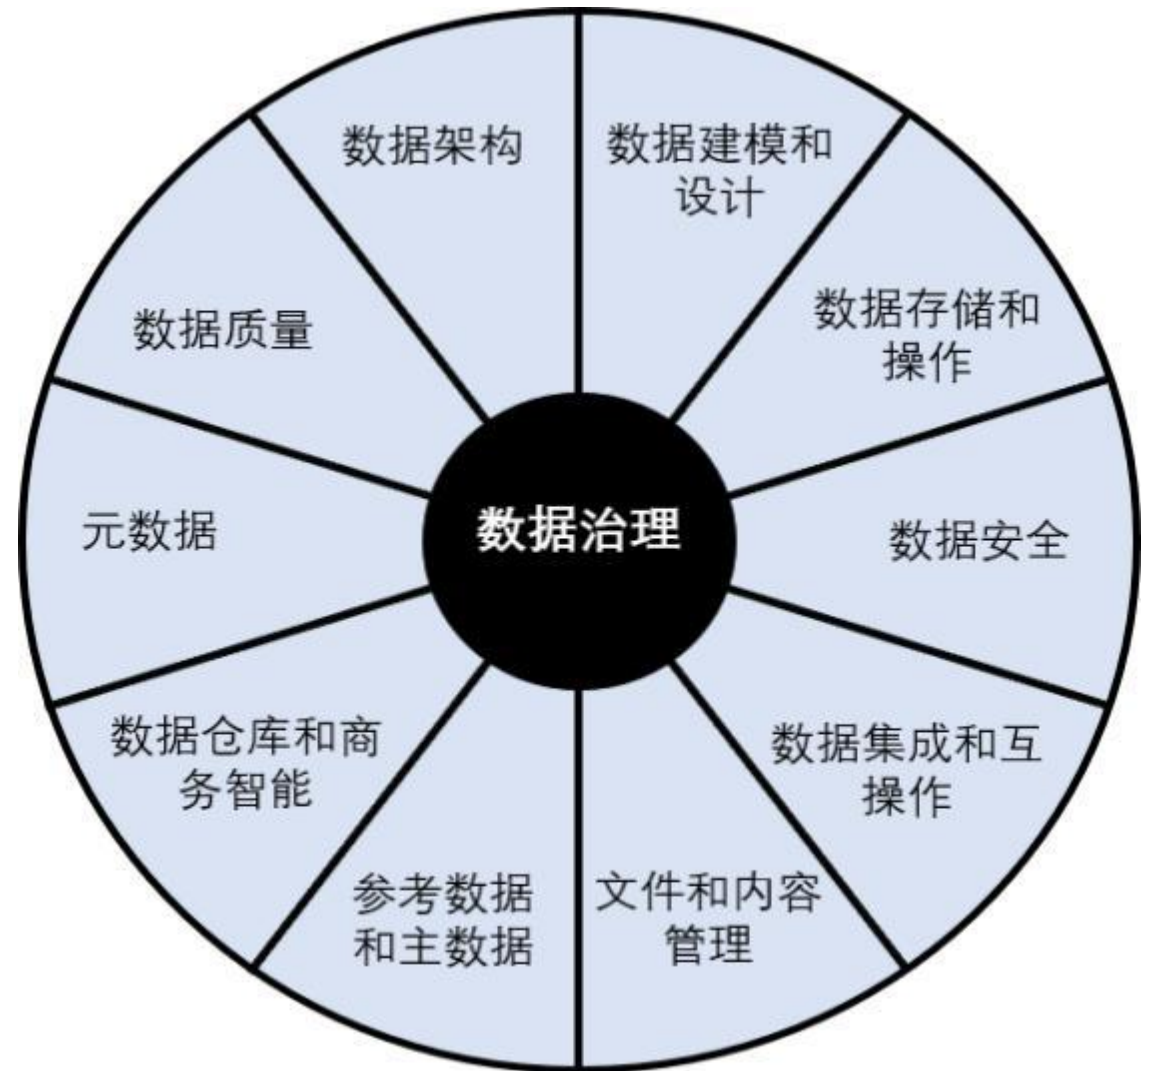 数据架构
数据建模和
设计
数据存储和
操作
数据安全
数据集成和互
操作
文件和内容
管理
参考数据
和主数据
数据仓库和商
务智能
元数据
数据质量
数据治理